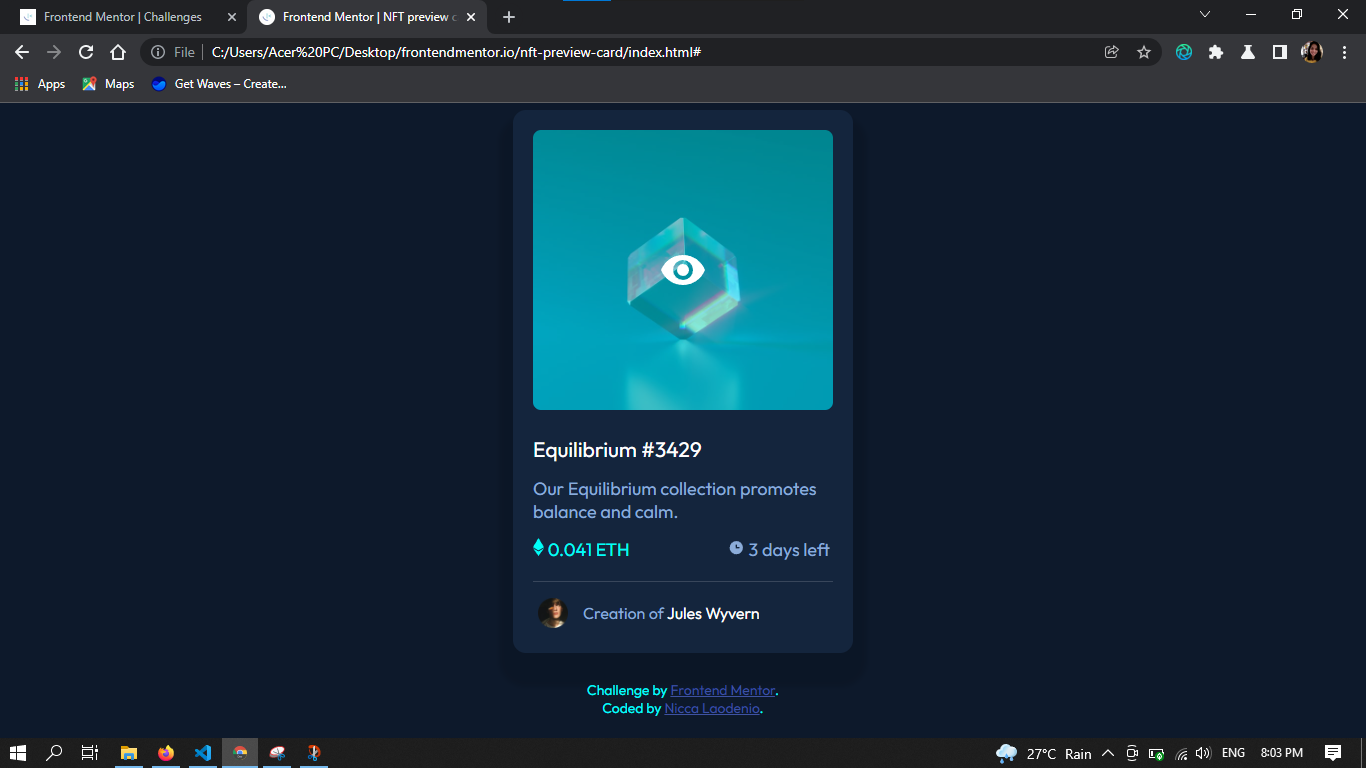 Frontend Mentor | Challenges
Frontend Mentor | NFT preview c
File
C:/Users/Acer%20PC/Desktop/frontendmentor.io/nft-preview-card/index.html#
Apps
Maps
Get Waves – Create...
Equilibrium #3429
Our Equilibrium collection promotes
balance and calm.
0.041 ETH
3 days left
Creation of Jules Wyvern
Challenge by Frontend Mentor.
Coded by Nicca Laodenio.
27°C Rain
ENG
8:03 PM